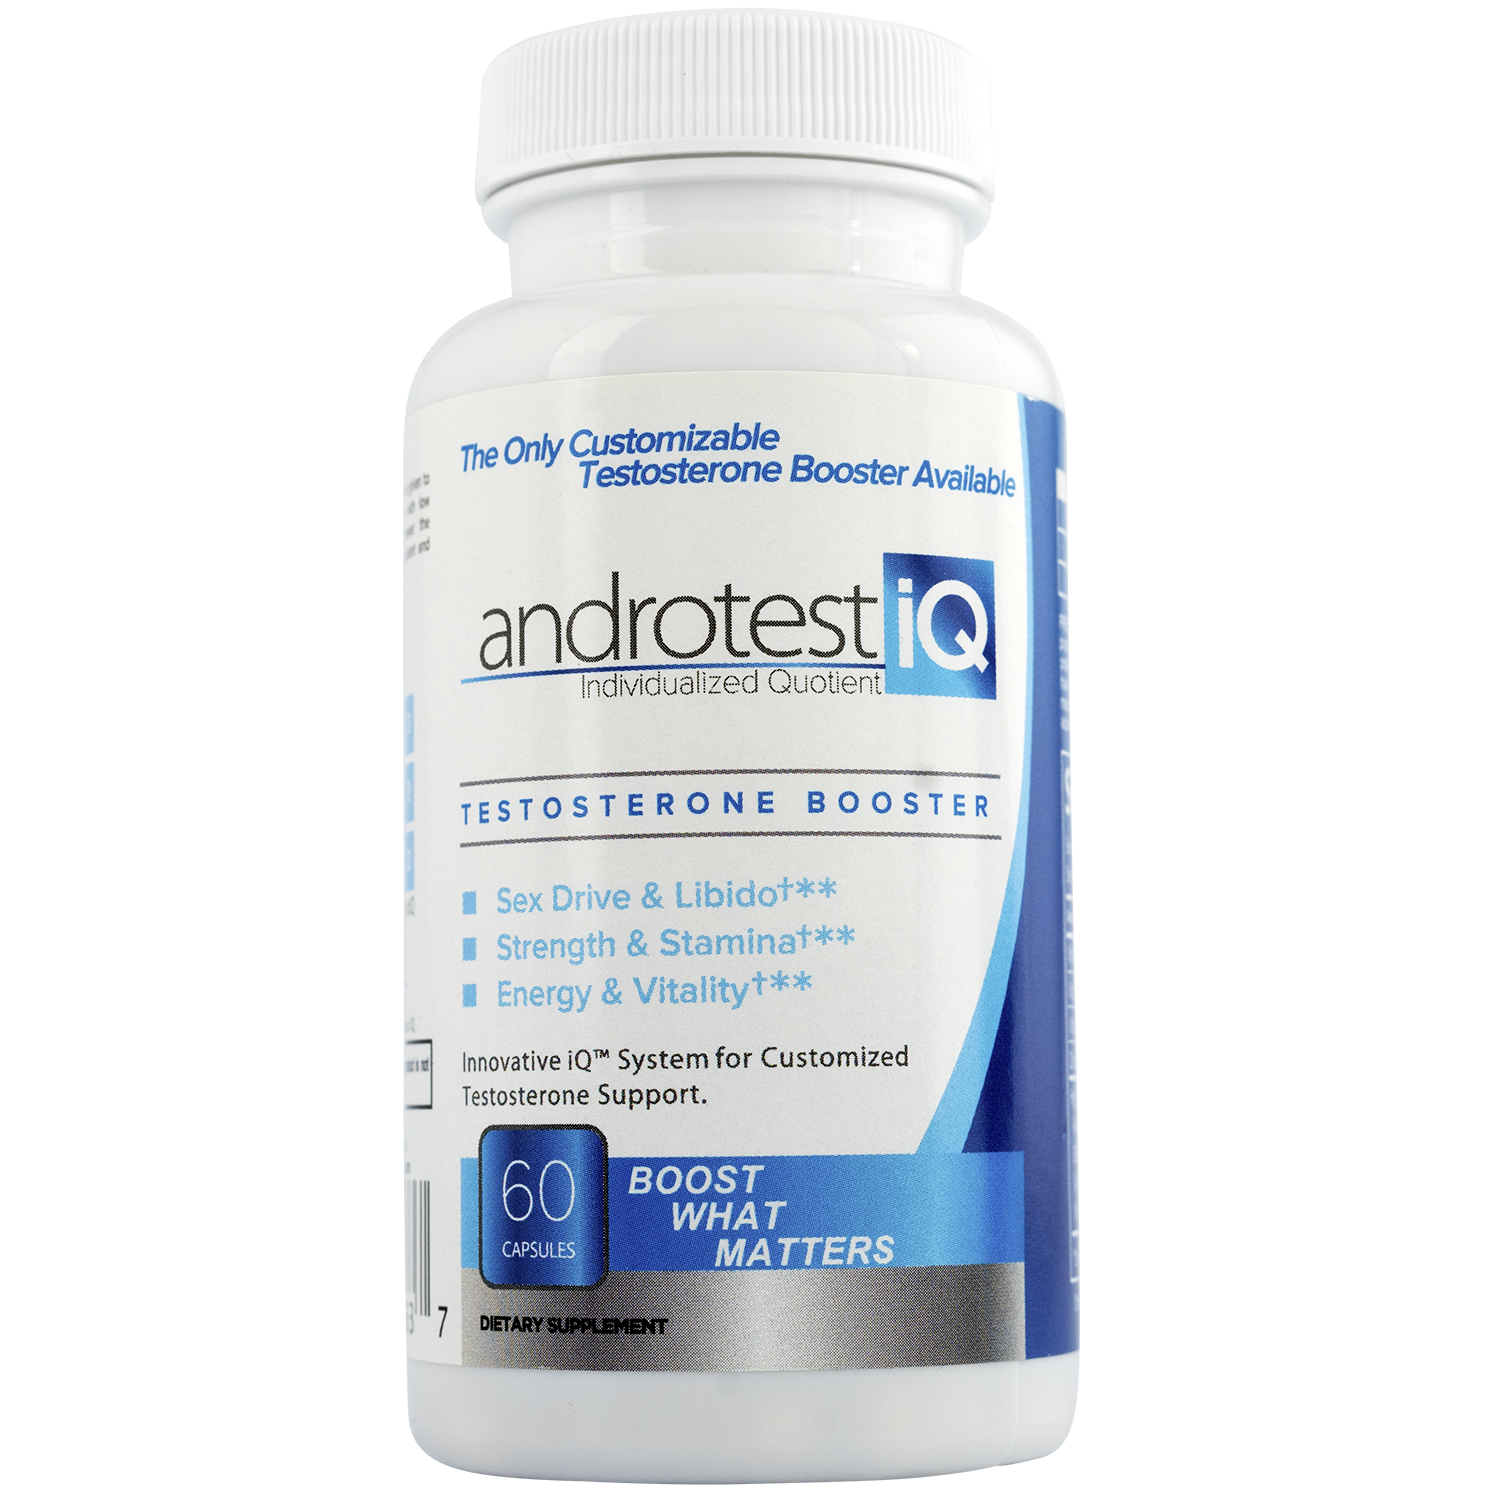 The Only Customizable
Testosterone Booster Available
androtest iQ
Individualized Quotient
TESTOSTERONE BOOSTER
Sex Drive & Libido†**
Strength & Stamina†**
Energy & Vitality†**
Innovative iQ™ System for Customized
Testosterone Support.
60
CAPSULES
BOOST
WHAT
MATTERS
DIETARY SUPPLEMENT
7